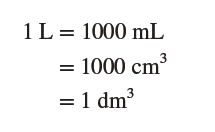 1 L = 1000 mL
= 1000 cm³
= 1 dm³